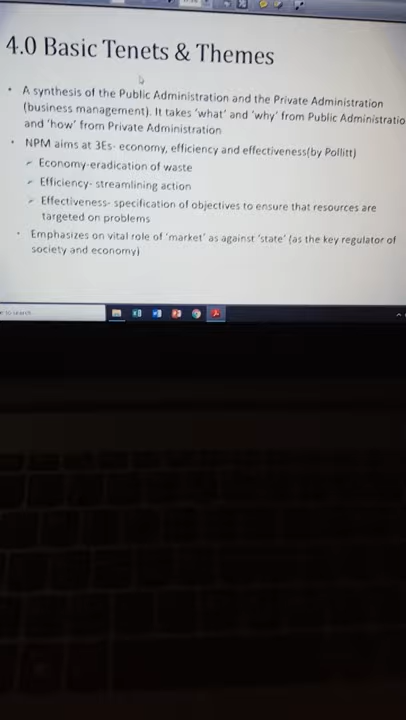 4.0 Basic Tenets & Themes
• A synthesis of the Public Administration and the Private Administration
(business management). It takes 'what' and 'why' from Public Administratio
and 'how' from Private Administration
• NPM aims at 3Es- economy, efficiency and effectiveness(by Pollitt)
➢ Economy-eradication of waste
➢ Efficiency- streamlining action
➢ Effectiveness- specification of objectives to ensure that resources are
targeted on problems
• Emphasizes on vital role of 'market' as against 'state' (as the key regulator of
society and economy)
to search